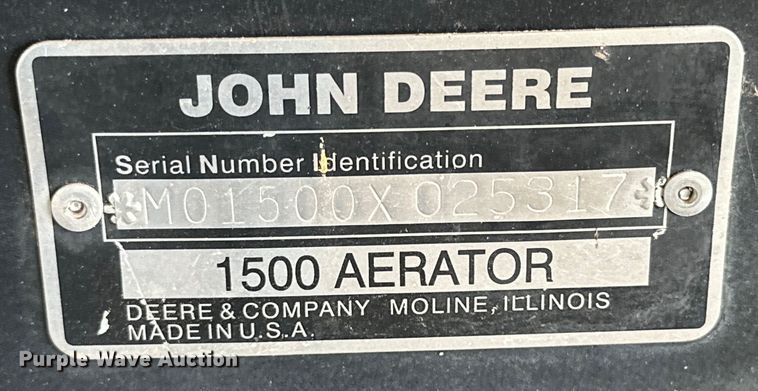 JOHN DEERE
Serial Number Identification
*M01500X025317*
1500 AERATOR
DEERE & COMPANY MOLINE, ILLINOIS
MADE IN U.S.A.
Purple Wave Auction